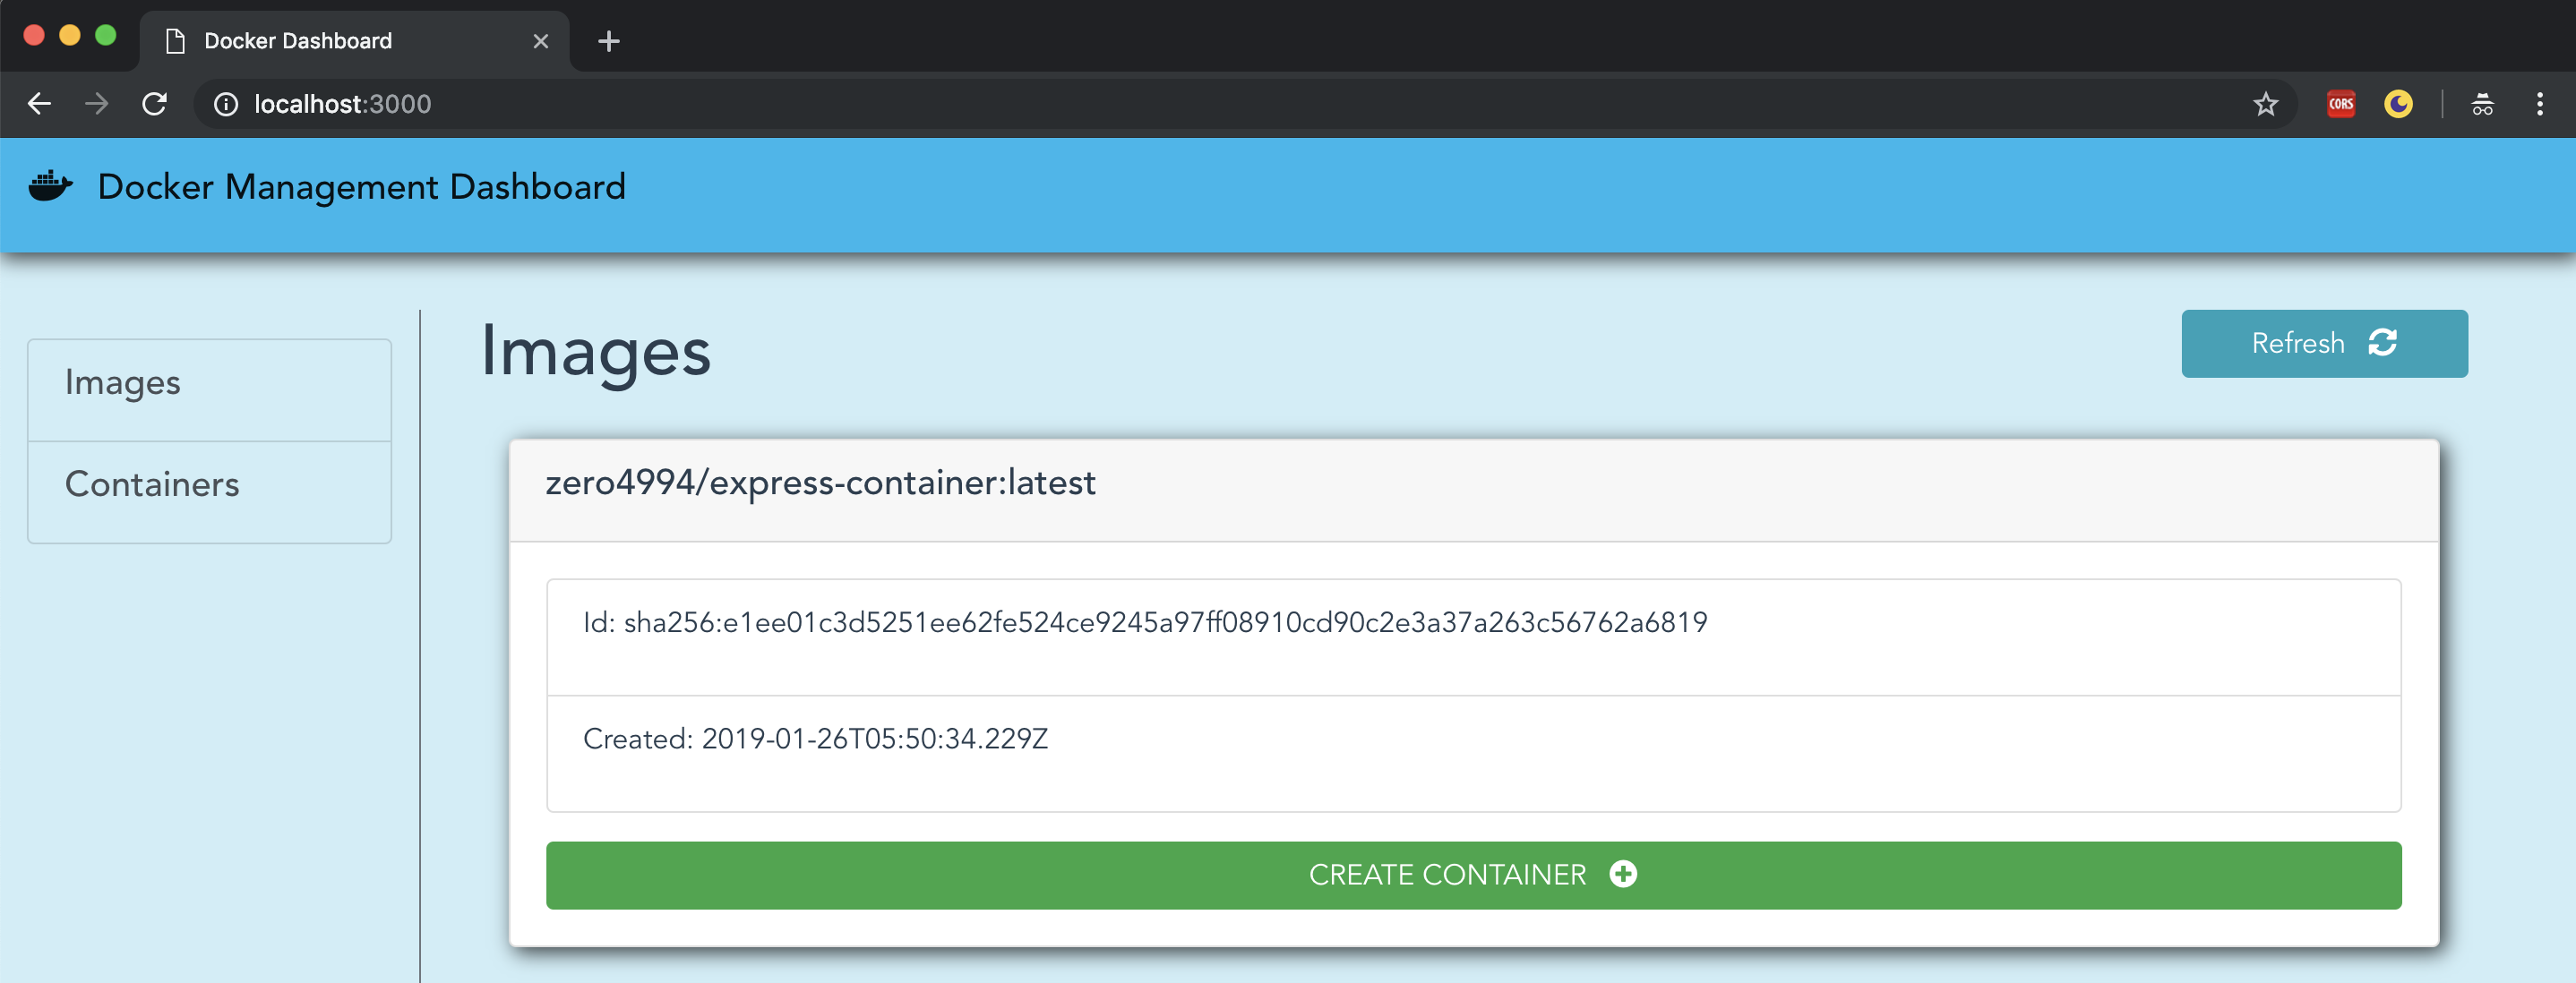 Docker Dashboard
localhost:3000
CORS
Docker Management Dashboard
Images
Containers
Images
Refresh
zero4994/express-container:latest
Id: sha256:e1ee01c3d5251ee62fe524ce9245a97ff08910cd90c2e3a37a263c56762a6819
Created: 2019-01-26T05:50:34.229Z
CREATE CONTAINER